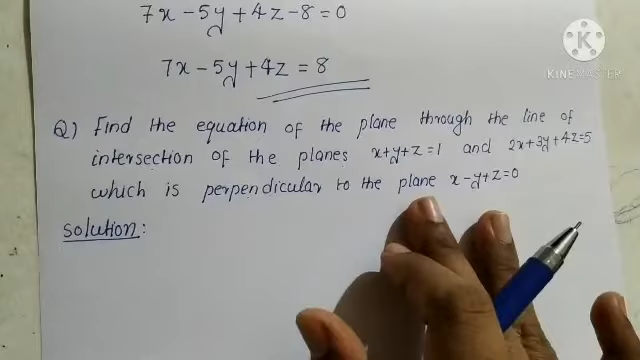 7x - 5y + 4z - 8 = 0
7x - 5y + 4z = 8
KINEMASTER
Q) Find the equation of the plane through the line of
intersection of the planes x+y+z=1 and 2x+3y+4z=5
which is perpendicular to the plane x-y+z=0
Solution: